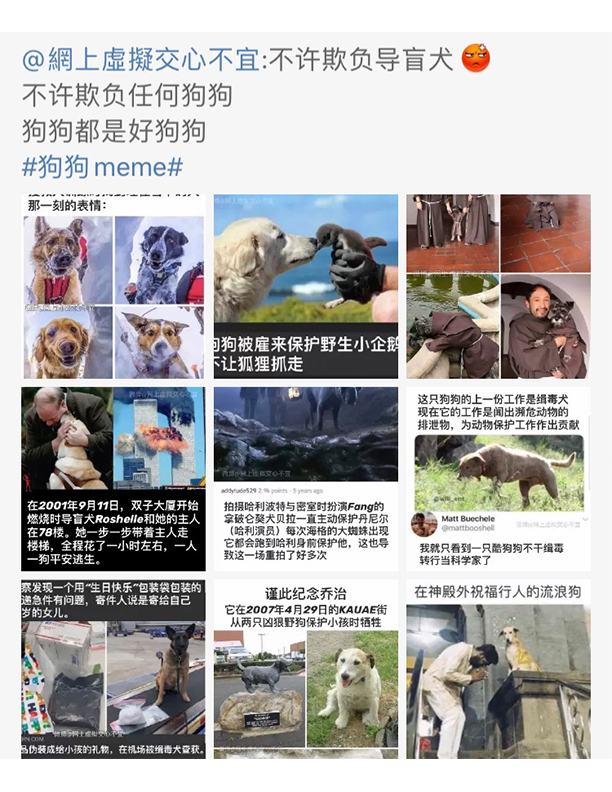 @網上虛擬交心不宜:不许欺负导盲犬
不许欺负任何狗狗
狗狗都是好狗狗
#狗狗meme#
那一刻的表情:
狗狗被雇来保护野生小企鹅
不让狐狸抓走
在2001年9月11日，双子大厦开始
燃烧时导盲犬Roshelle和她的主人
在78楼。她一步一步带着主人走
楼梯，全程花了一小时左右，一人
一狗平安逃生。
addyrude529 2.9k points · 5 years ago
拍摄哈利波特与密室时扮演Fang的
拿破仑獒犬贝拉一直主动保护丹尼尔
（哈利演员）每次海格的大蜘蛛出现
它都会跑到哈利身前保护他，这也导
致这一场重拍了好多次
这只狗狗的上一份工作是缉毒犬
现在它的工作是闻出濒危动物的
排泄物，为动物保护工作作出贡献
Matt Buechele
@mattbooshell
我就只看到一只酷狗狗不干缉毒
转行当科学家了
察发现一个用“生日快乐”包装袋包装的
递急件有问题，寄件人说是寄给自己
岁的女儿。
品伪装成给小孩的礼物，在机场被缉毒犬查获。
谨此纪念乔治
它在2007年4月29日的KAUAE街
从两只凶狠野狗保护小孩时牺牲
在神殿外祝福行人的流浪狗